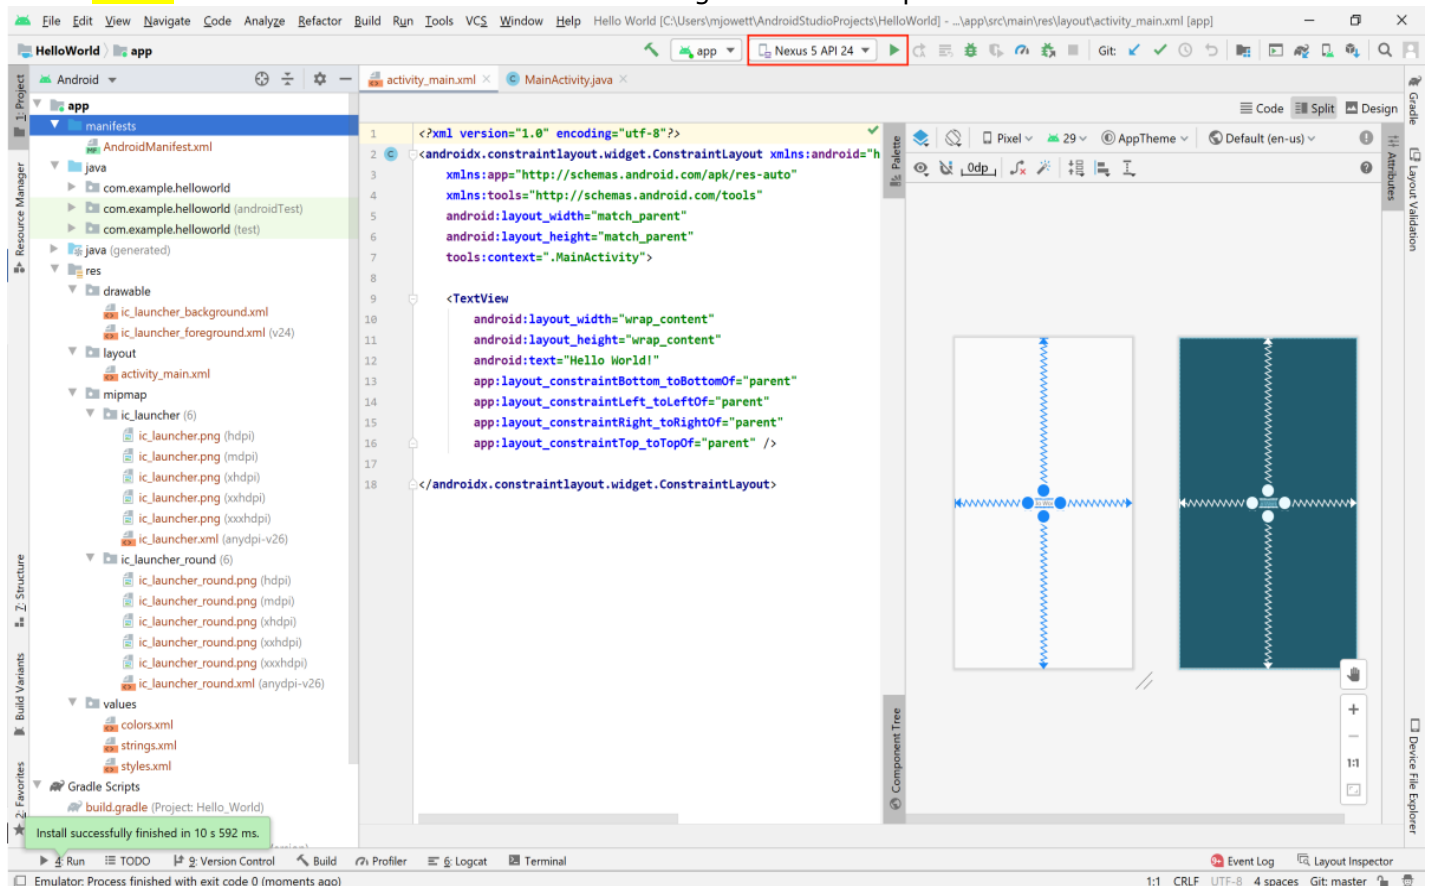 File Edit View Navigate Code Analyze Refactor Build Run Tools VCS Window Help Hello World [C:\Users\mjowett\AndroidStudioProjects\HelloWorld] - ...\app\src\main\res\layout\activity_main.xml [app]
HelloWorld app
app
Nexus 5 API 24
Git:
Android
activity_main.xml
MainActivity.java
Code Split Design
1: Project
Resource Manager
7: Structure
Build Variants
2: Favorites
app
manifests
AndroidManifest.xml
java
com.example.helloworld
com.example.helloworld (androidTest)
com.example.helloworld (test)
java (generated)
res
drawable
ic_launcher_background.xml
ic_launcher_foreground.xml (v24)
layout
activity_main.xml
mipmap
ic_launcher (6)
ic_launcher.png (hdpi)
ic_launcher.png (mdpi)
ic_launcher.png (xhdpi)
ic_launcher.png (xxhdpi)
ic_launcher.png (xxxhdpi)
ic_launcher.xml (anydpi-v26)
ic_launcher_round (6)
ic_launcher_round.png (hdpi)
ic_launcher_round.png (mdpi)
ic_launcher_round.png (xhdpi)
ic_launcher_round.png (xxhdpi)
ic_launcher_round.png (xxxhdpi)
ic_launcher_round.xml (anydpi-v26)
values
colors.xml
strings.xml
styles.xml
Gradle Scripts
build.gradle (Project: Hello_World)
Install successfully finished in 10 s 592 ms.
1 <?xml version="1.0" encoding="utf-8"?>
2 <androidx.constraintlayout.widget.ConstraintLayout xmlns:android="h
3 xmlns:app="http://schemas.android.com/apk/res-auto"
4 xmlns:tools="http://schemas.android.com/tools"
5 android:layout_width="match_parent"
6 android:layout_height="match_parent"
7 tools:context=".MainActivity">
8
9 <TextView
10 android:layout_width="wrap_content"
11 android:layout_height="wrap_content"
12 android:text="Hello World!"
13 app:layout_constraintBottom_toBottomOf="parent"
14 app:layout_constraintLeft_toLeftOf="parent"
15 app:layout_constraintRight_toRightOf="parent"
16 app:layout_constraintTop_toTopOf="parent" />
17
18 </androidx.constraintlayout.widget.ConstraintLayout>
Palette
Component Tree
Pixel 29 AppTheme Default (en-us)
0dp
Attributes
1:1
Gradle
Layout Validation
Device File Explorer
4: Run TODO 9: Version Control Build Profiler 6: Logcat Terminal
Event Log Layout Inspector
Emulator: Process finished with exit code 0 (moments ago)
1:1 CRLF UTF-8 4 spaces Git: master